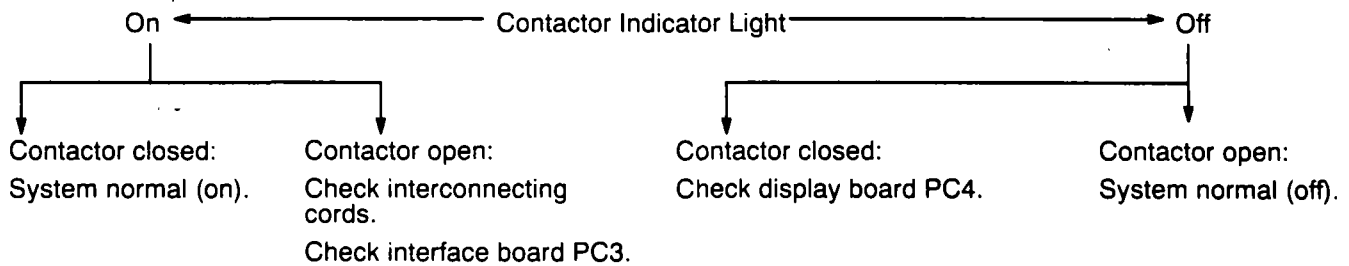 On Contactor Indicator Light Off
Contactor closed:
System normal (on).
Contactor open:
Check interconnecting
cords.
Check interface board PC3.
Contactor closed:
Check display board PC4.
Contactor open:
System normal (off).